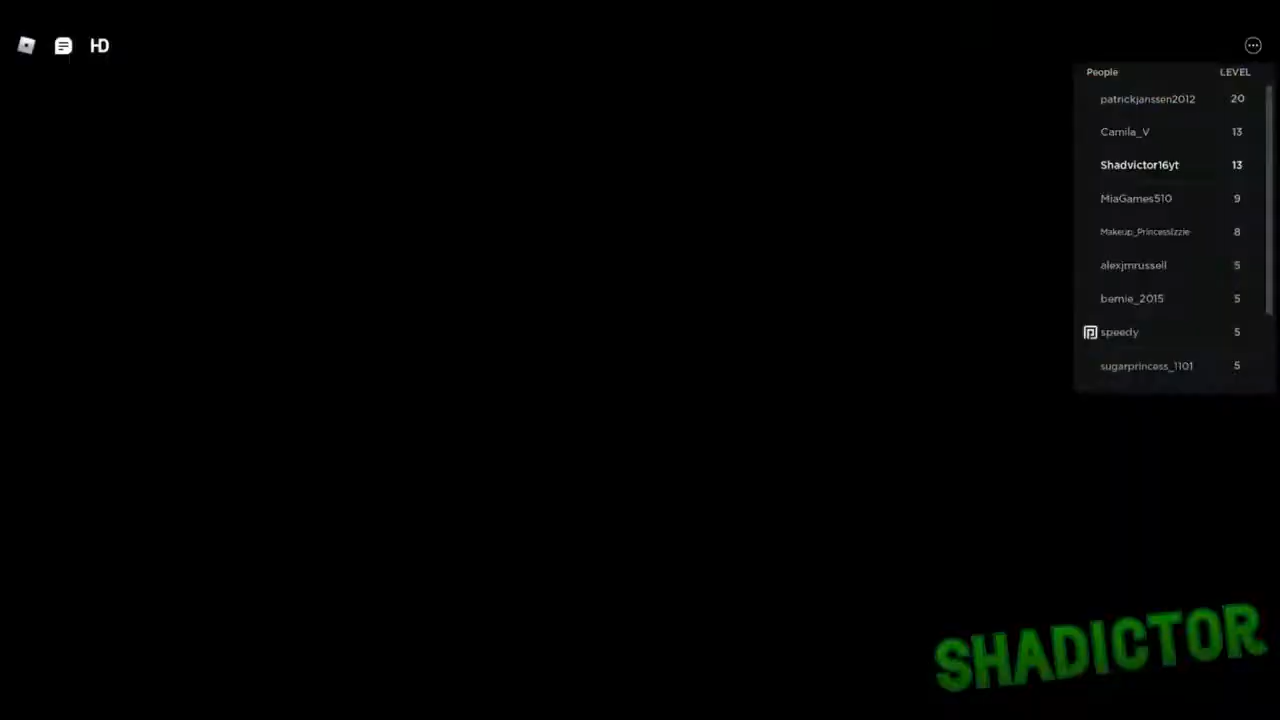 HD
People LEVEL
patrickjanssen2012 20
Camila_V 13
Shadvictor16yt 13
MiaGames510 9
Makeup_PrincessIzzie 8
alexjmrussell 5
bernie_2015 5
speedy 5
sugarprincess_1101 5
SHADICTOR